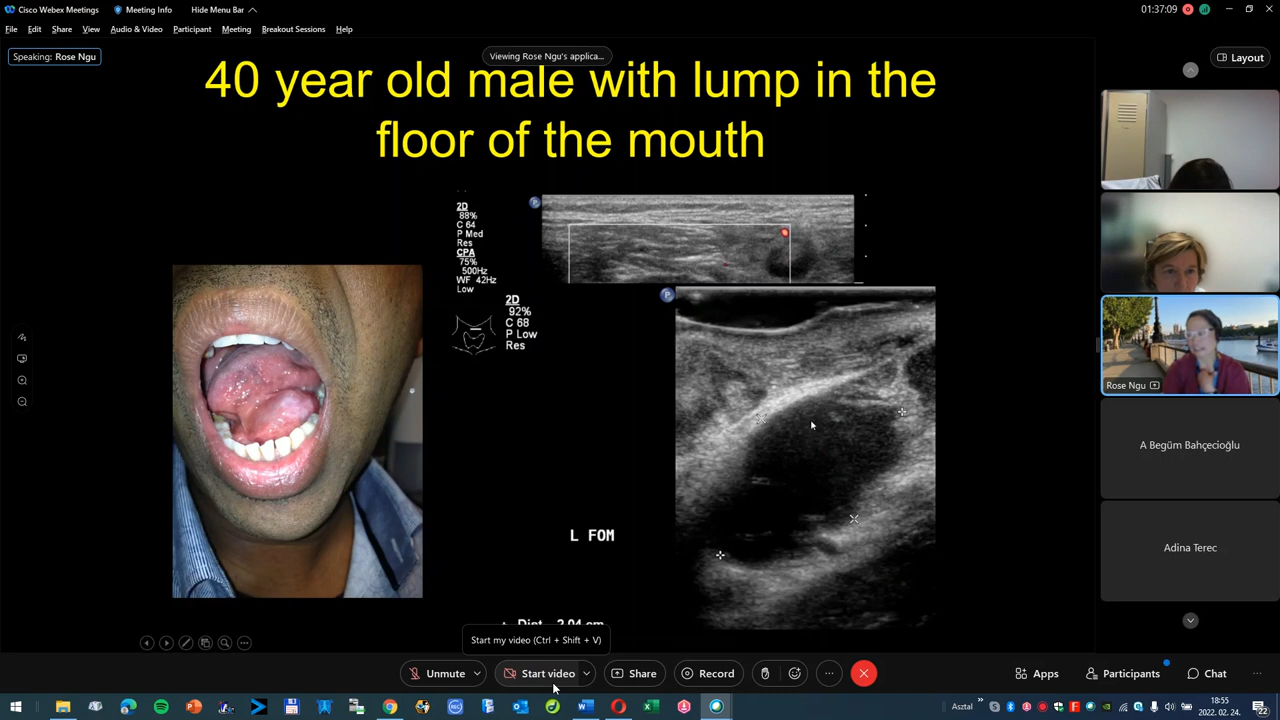 Cisco Webex Meetings
Meeting Info
Hide Menu Bar
01:37:09
File Edit Share View Audio & Video Participant Meeting Breakout Sessions Help
Speaking: Rose Ngu
Viewing Rose Ngu's applica...
Layout
40 year old male with lump in the
floor of the mouth
2D
88%
C 64
P Med
Res
CPA
75%
500Hz
WF 42Hz
Low
P
2D
92%
C 68
P Low
Res
P
L FOM
Dist 2.04 cm
Rose Ngu
A Begüm Bahçecioğlu
Adina Terec
Start my video (Ctrl + Shift + V)
Unmute
Start video
Share
Record
Apps
Participants
Chat
Asztal
18:55
2022. 02. 24.